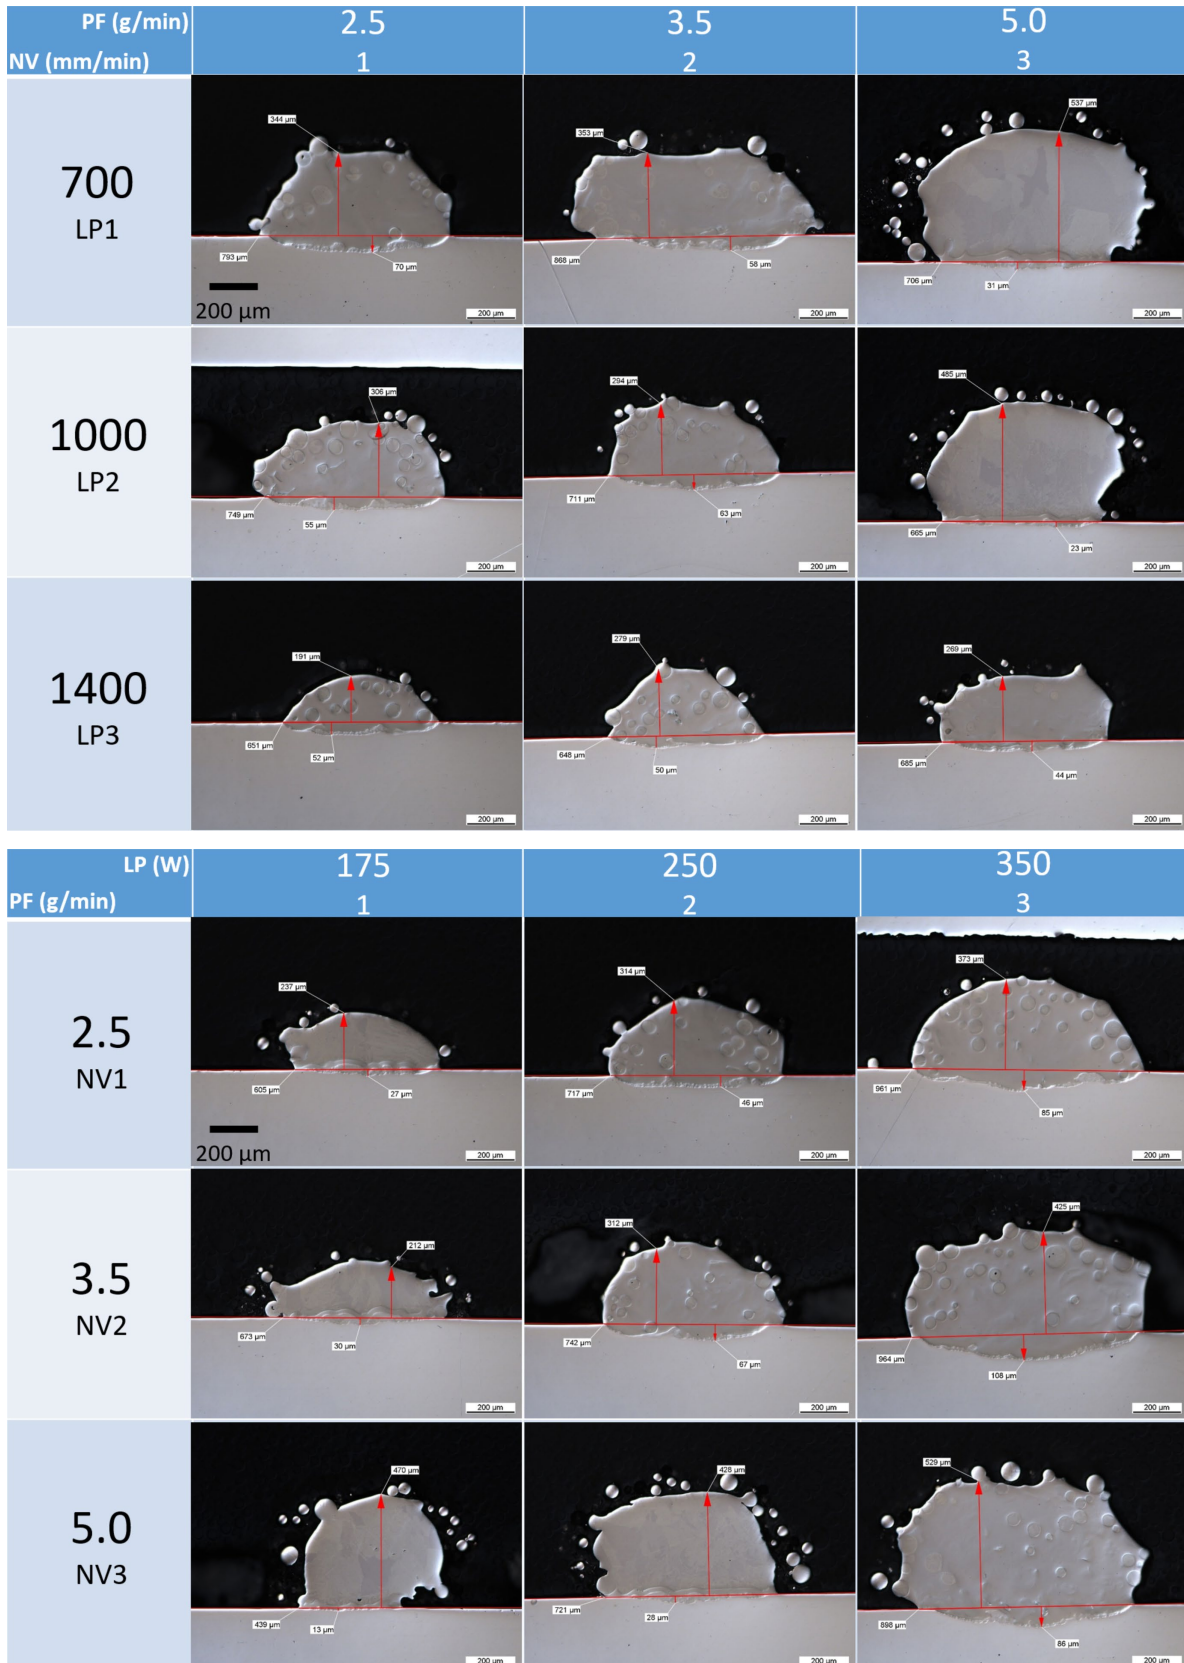 PF (g/min) 2.5 3.5 5.0
NV (mm/min) 1 2 3
700
LP1
344 µm
793 µm
70 µm
200 µm
200 µm
353 µm
868 µm
58 µm
200 µm
537 µm
706 µm
31 µm
200 µm
1000
LP2
306 µm
749 µm
55 µm
200 µm
294 µm
711 µm
63 µm
200 µm
485 µm
665 µm
23 µm
200 µm
1400
LP3
191 µm
651 µm
52 µm
200 µm
279 µm
648 µm
50 µm
200 µm
269 µm
685 µm
44 µm
200 µm
LP (W) 175 250 350
PF (g/min) 1 2 3
2.5
NV1
237 µm
605 µm
27 µm
200 µm
200 µm
314 µm
717 µm
46 µm
200 µm
373 µm
961 µm
85 µm
200 µm
3.5
NV2
212 µm
673 µm
30 µm
200 µm
312 µm
742 µm
67 µm
200 µm
425 µm
964 µm
108 µm
200 µm
5.0
NV3
470 µm
439 µm
13 µm
200 µm
428 µm
721 µm
28 µm
200 µm
529 µm
898 µm
86 µm
200 µm